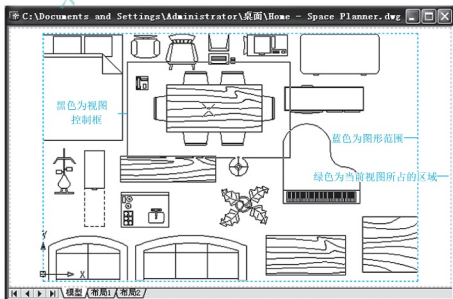 C:\Documents and Settings\Administrator\桌面\Home - Space Planner.dwg
黑色为视图
控制框
蓝色为图形范围
绿色为当前视图所占的区域
Y
X
模型 布局1 布局2